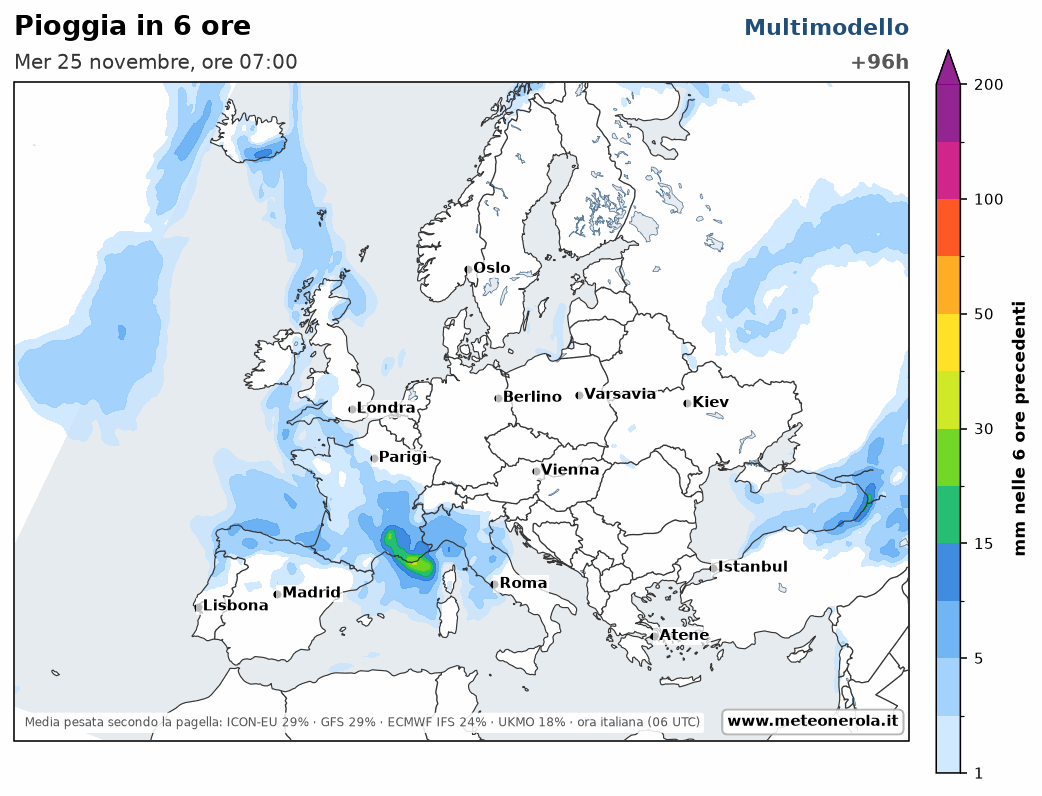 Pioggia in 6 ore
Multimodello
Mer 25 novembre, ore 07:00
+96h
200
100
50
30
15
5
1
mm nelle 6 ore precedenti
Oslo
Berlino
Varsavia
Kiev
Londra
Parigi
Vienna
Istanbul
Roma
Madrid
Lisbona
Atene
Media pesata secondo la pagella: ICON-EU 29% · GFS 29% · ECMWF IFS 24% · UKMO 18% · ora italiana (06 UTC)
www.meteonerola.it